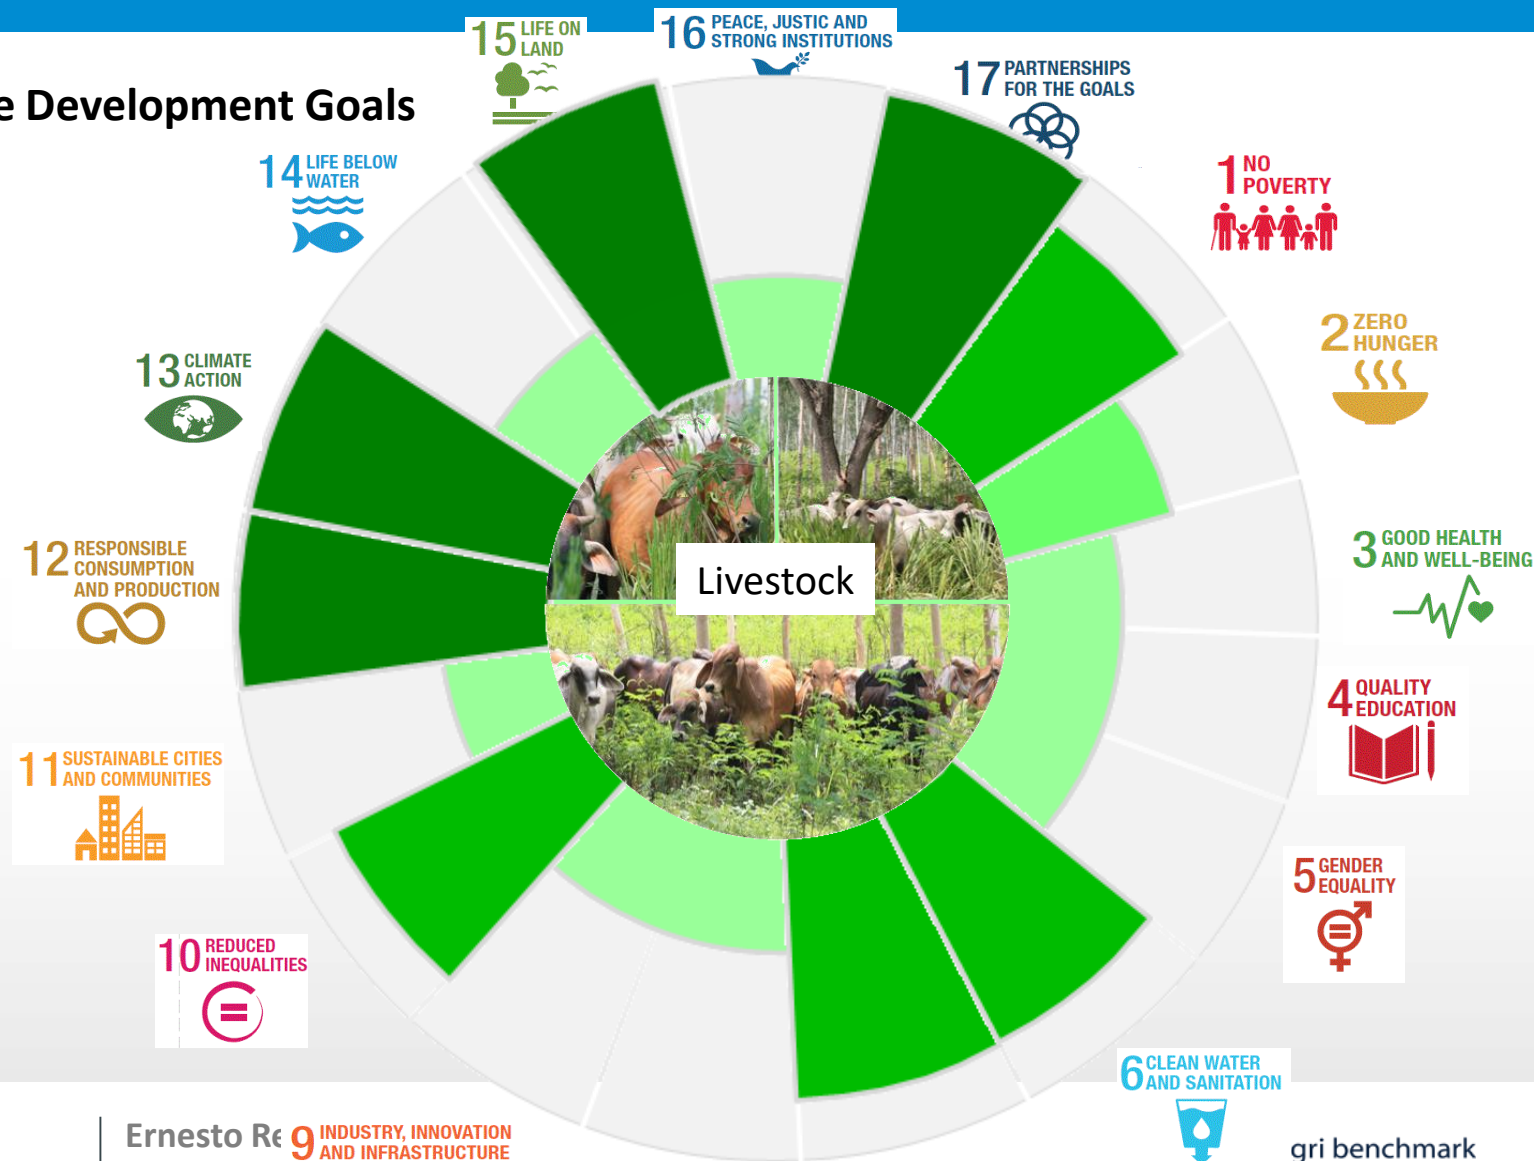 e Development Goals
15 LIFE ON
LAND
16 PEACE, JUSTIC AND
STRONG INSTITUTIONS
17 PARTNERSHIPS
FOR THE GOALS
14 LIFE BELOW
WATER
1 NO
POVERTY
2 ZERO
HUNGER
13 CLIMATE
ACTION
3 GOOD HEALTH
AND WELL-BEING
12 RESPONSIBLE
CONSUMPTION
AND PRODUCTION
Livestock
4 QUALITY
EDUCATION
11 SUSTAINABLE CITIES
AND COMMUNITIES
5 GENDER
EQUALITY
10 REDUCED
INEQUALITIES
6 CLEAN WATER
AND SANITATION
Ernesto Re
9 INDUSTRY, INNOVATION
AND INFRASTRUCTURE
gri benchmark